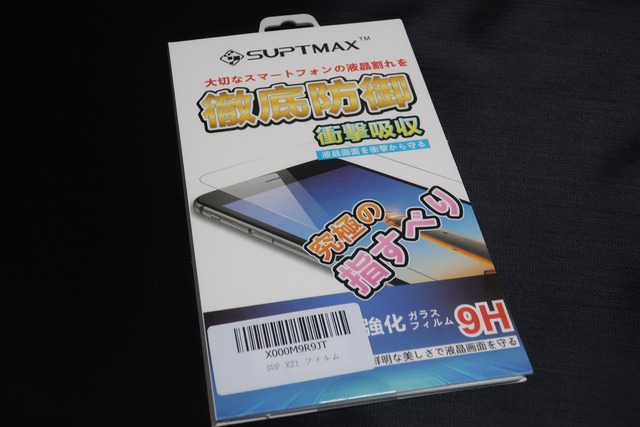 SUPTMAX™
大切なスマートフォンの液晶割れを
徹底防御
衝撃吸収
液晶画面を衝撃から守る
究極の
指すべり
強化 ガラス
フィルム 9H
鮮明な美しさで液晶画面を守る
X000M9R9JT
SUP XZ1 フィルム